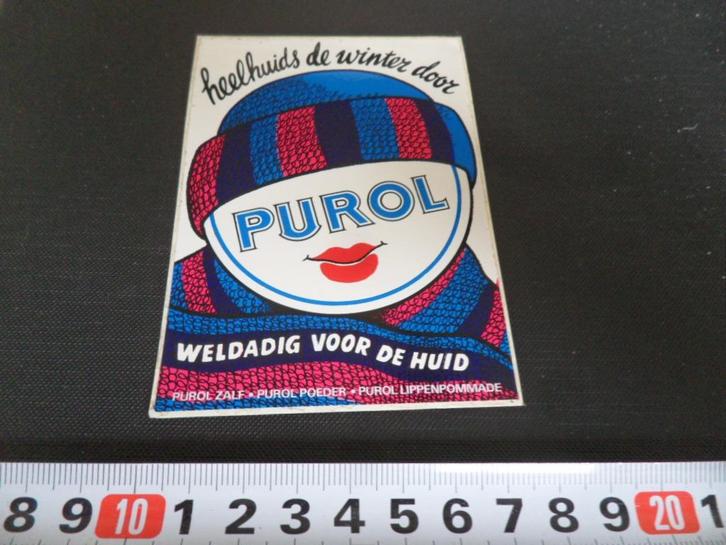 heelhuids de winter door
PUROL
WELDADIG VOOR DE HUID
PUROL ZALF • PUROL POEDER • PUROL LIPPENPOMMADE
8 9 10 1 2 3 4 5 6 7 8 9 20 1